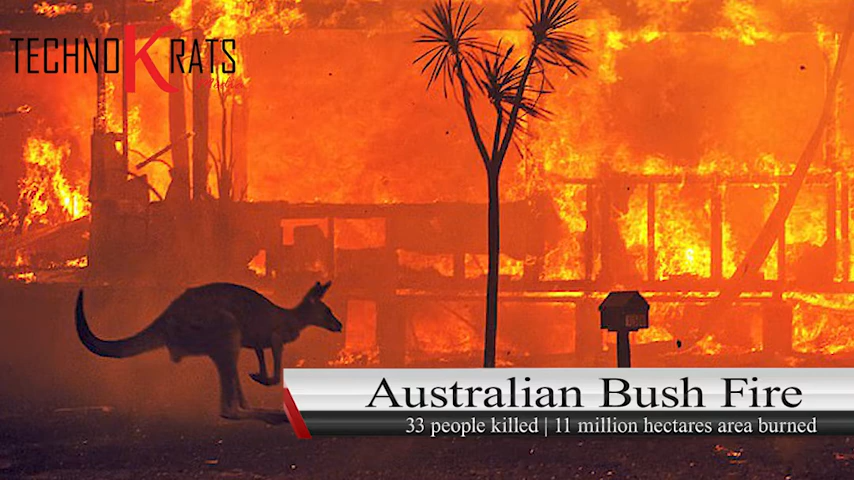 TECHNOKRATS
Australian Bush Fire
33 people killed | 11 million hectares area burned